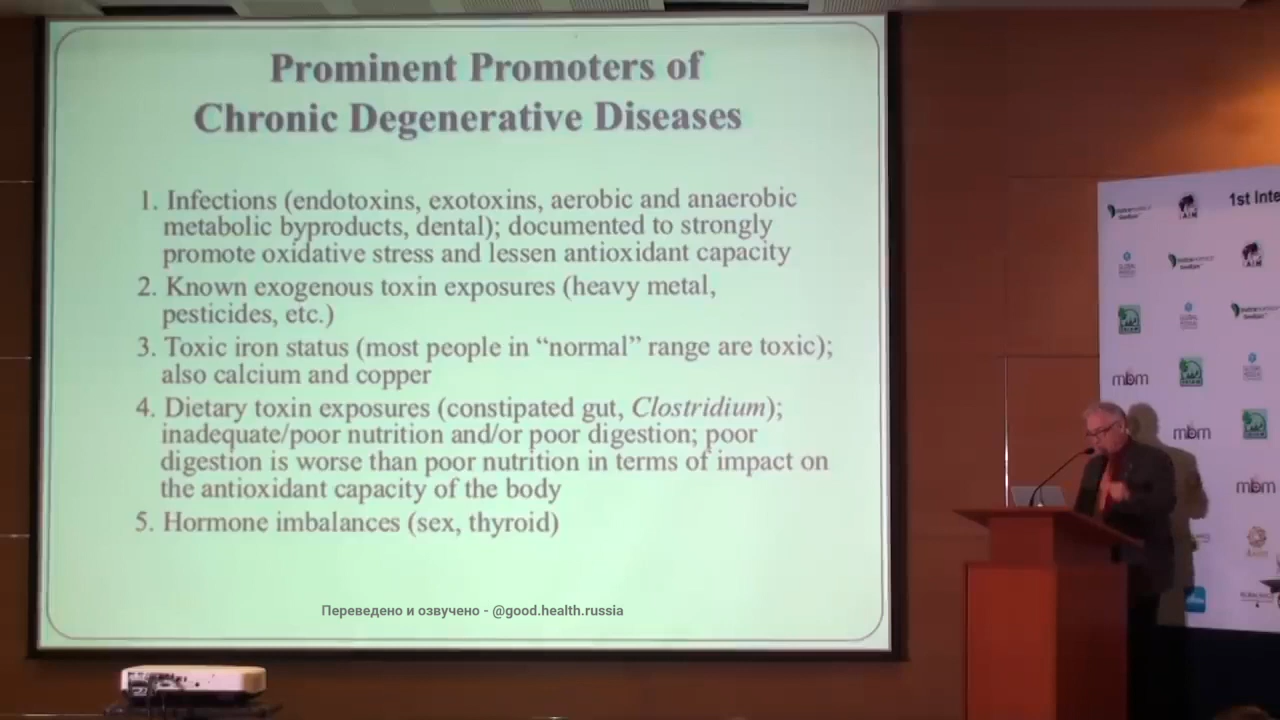 Prominent Promoters of
Chronic Degenerative Diseases
1. Infections (endotoxins, exotoxins, aerobic and anaerobic
metabolic byproducts, dental); documented to strongly
promote oxidative stress and lessen antioxidant capacity
2. Known exogenous toxin exposures (heavy metal,
pesticides, etc.)
3. Toxic iron status (most people in “normal” range are toxic);
also calcium and copper
4. Dietary toxin exposures (constipated gut, Clostridium);
inadequate/poor nutrition and/or poor digestion; poor
digestion is worse than poor nutrition in terms of impact on
the antioxidant capacity of the body
5. Hormone imbalances (sex, thyroid)
Переведено и озвучено - @good.health.russia
1st Inte
mbm
mbm
mbm